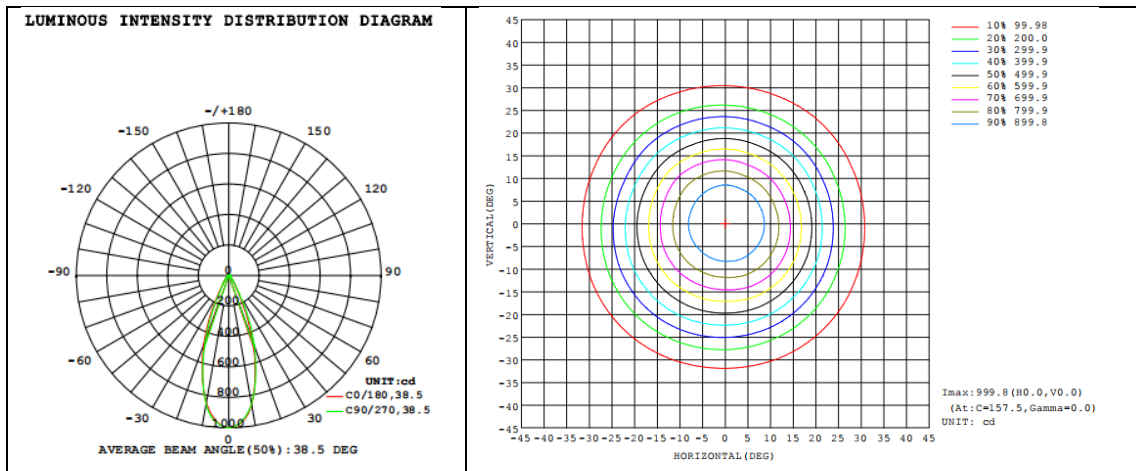 LUMINOUS INTENSITY DISTRIBUTION DIAGRAM
-/+180
-150 150
-120 120
-90 0 90
200
400
-60 600 60
UNIT:cd
800
C0/180,38.5
-30 1000 30
C90/270,38.5
0
AVERAGE BEAM ANGLE(50%):38.5 DEG
45
40
35
30
25
20
15
10
5
0
-5
-10
-15
-20
-25
-30
-35
-40
-45
VERTICAL(DEG)
-45 -40 -35 -30 -25 -20 -15 -10 -5 0 5 10 15 20 25 30 35 40 45
HORIZONTAL(DEG)
10% 99.98
20% 200.0
30% 299.9
40% 399.9
50% 499.9
60% 599.9
70% 699.9
80% 799.9
90% 899.8
Imax:999.8(H0.0,V0.0)
(At:C=157.5,Gamma=0.0)
UNIT: cd